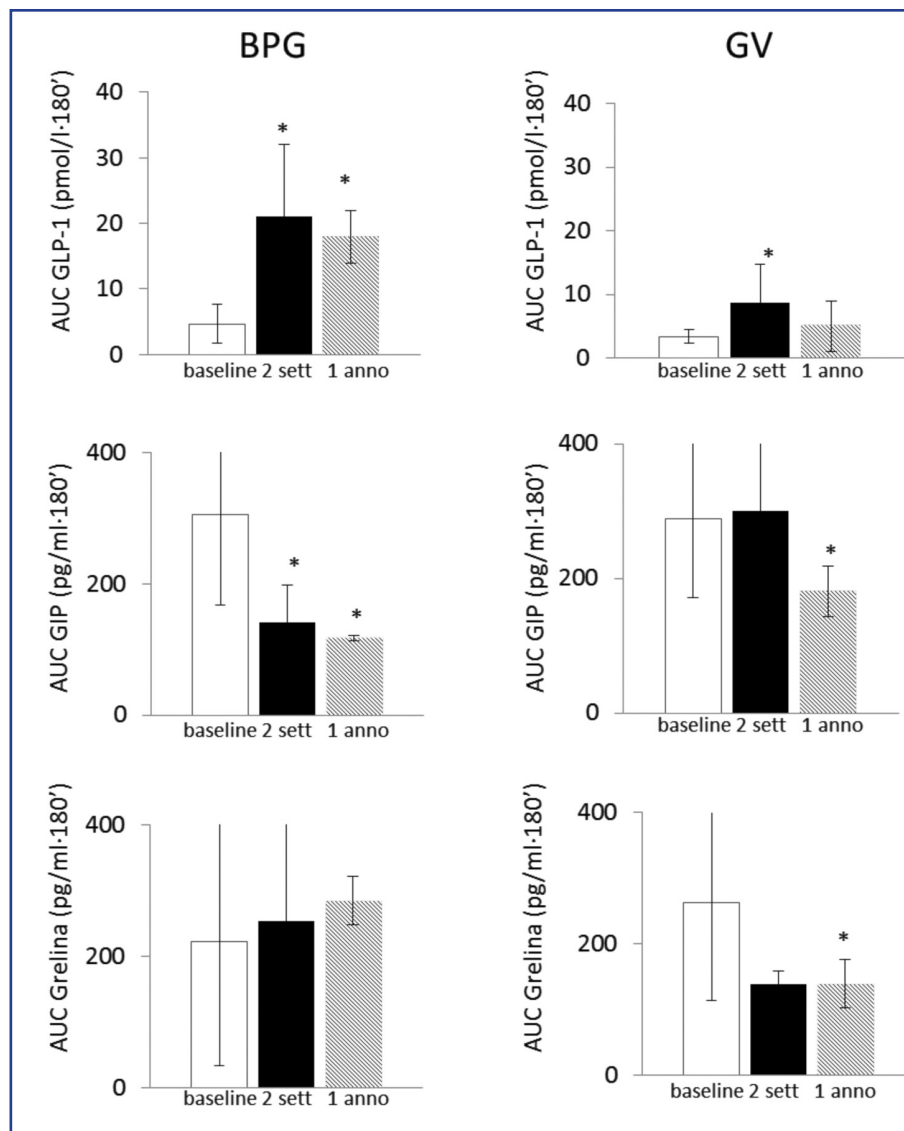 BPG
GV
AUC GLP-1 (pmol/l·180’)
40
30
20
10
0
*
*
baseline 2 sett 1 anno
AUC GLP-1 (pmol/l·180’)
40
30
20
10
0
*
baseline 2 sett 1 anno
AUC GIP (pg/ml·180’)
400
200
0
*
*
baseline 2 sett 1 anno
AUC GIP (pg/ml·180’)
400
200
0
*
baseline 2 sett 1 anno
AUC Grelina (pg/ml·180’)
400
200
0
baseline 2 sett 1 anno
AUC Grelina (pg/ml·180’)
400
200
0
*
baseline 2 sett 1 anno